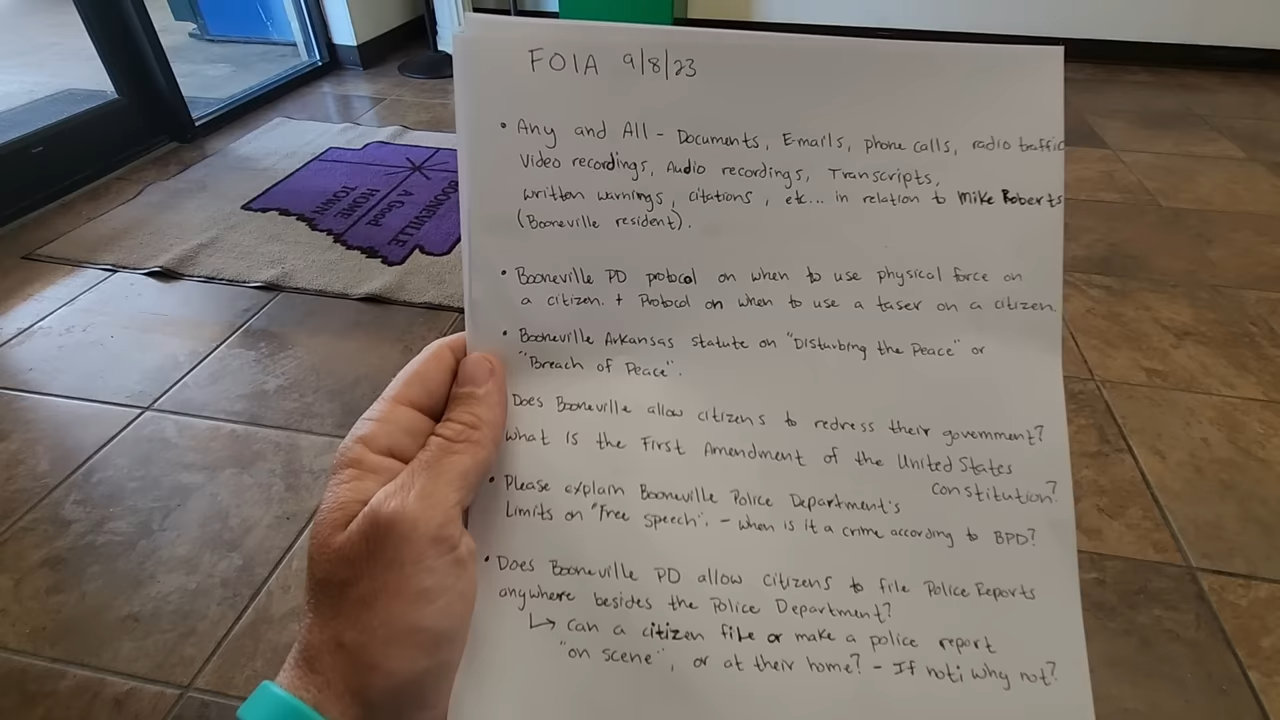 FOIA 9/8/23
• Any and All - Documents, Emails, phone calls, radio traffic
Video recordings, Audio recordings, Transcripts,
written warnings, citations, etc... in relation to Mike Roberts
(Booneville resident).
• Booneville PD protocol on when to use physical force on
a citizen. + Protocol on when to use a taser on a citizen.
• Booneville Arkansas statute on "Disturbing the Peace" or
"Breach of Peace".
Does Booneville allow citizens to redress their government?
What is the First Amendment of the United States
constitution?
• Please explain Booneville Police Department's
Limits on "Free Speech". - when is it a crime according to BPD?
• Does Booneville PD allow citizens to file Police Reports
anywhere besides the Police Department?
↳ can a citizen file or make a police report
"on scene", or at their home? - If not; why not?
BOONEVILLE
A Good
HOME
TOWN